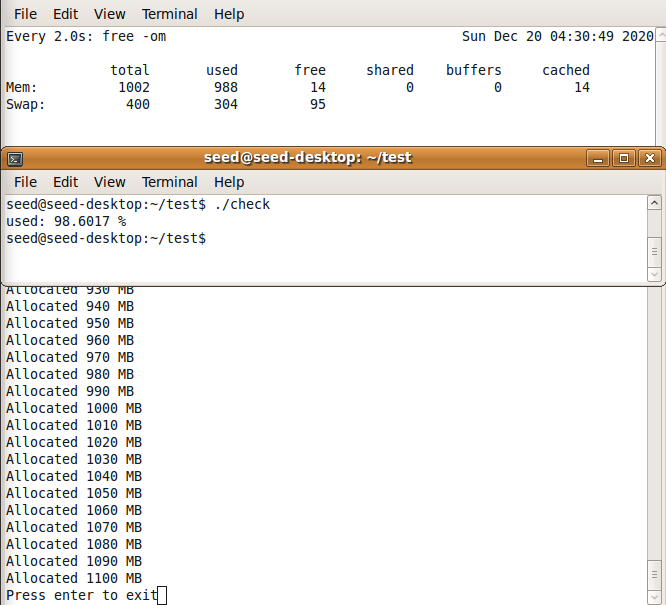 File Edit View Terminal Help
Every 2.0s: free -om Sun Dec 20 04:30:49 2020
total used free shared buffers cached
Mem: 1002 988 14 0 0 14
Swap: 400 304 95
seed@seed-desktop: ~/test
File Edit View Terminal Help
seed@seed-desktop:~/test$ ./check
used: 98.6017 %
seed@seed-desktop:~/test$
Allocated 930 MB
Allocated 940 MB
Allocated 950 MB
Allocated 960 MB
Allocated 970 MB
Allocated 980 MB
Allocated 990 MB
Allocated 1000 MB
Allocated 1010 MB
Allocated 1020 MB
Allocated 1030 MB
Allocated 1040 MB
Allocated 1050 MB
Allocated 1060 MB
Allocated 1070 MB
Allocated 1080 MB
Allocated 1090 MB
Allocated 1100 MB
Press enter to exit